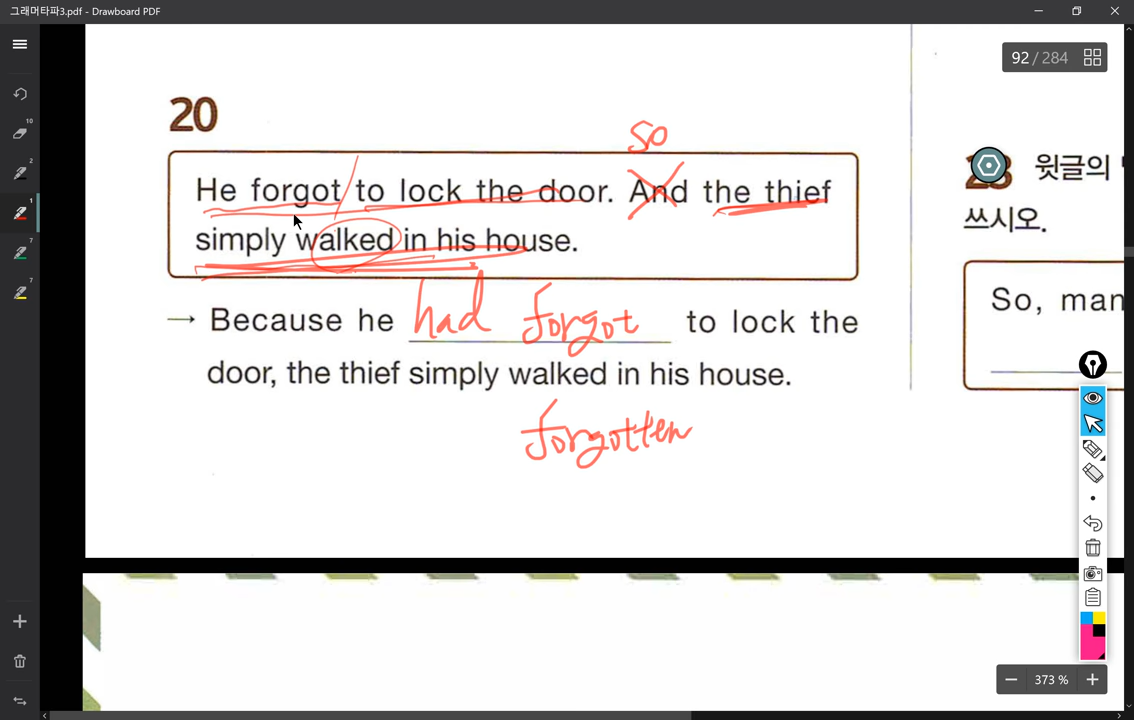 그래머타파3.pdf - Drawboard PDF
92 / 284
10
2
1
7
7
20
so
He forgot to lock the door. And the thief
simply walked in his house.
→ Because he had forgot to lock the
door, the thief simply walked in his house.
forgotten
윗글의
쓰시오.
So, man
373 %